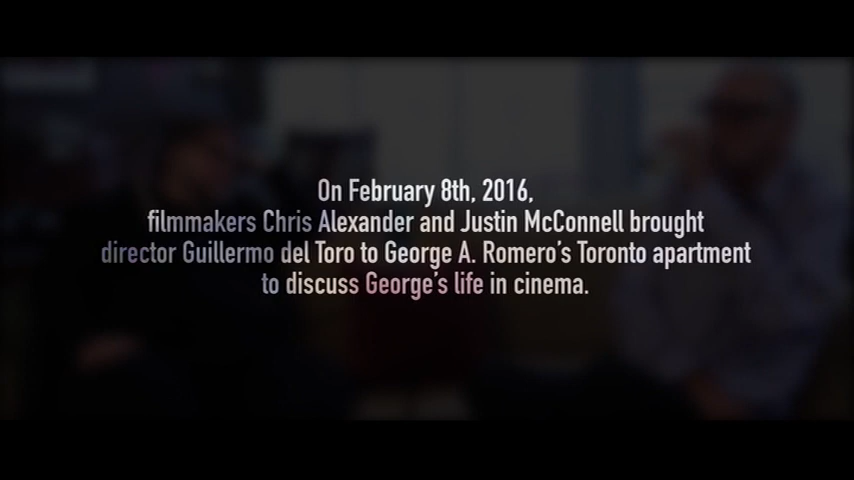 On February 8th, 2016,
filmmakers Chris Alexander and Justin McConnell brought
director Guillermo del Toro to George A. Romero's Toronto apartment
to discuss George's life in cinema.